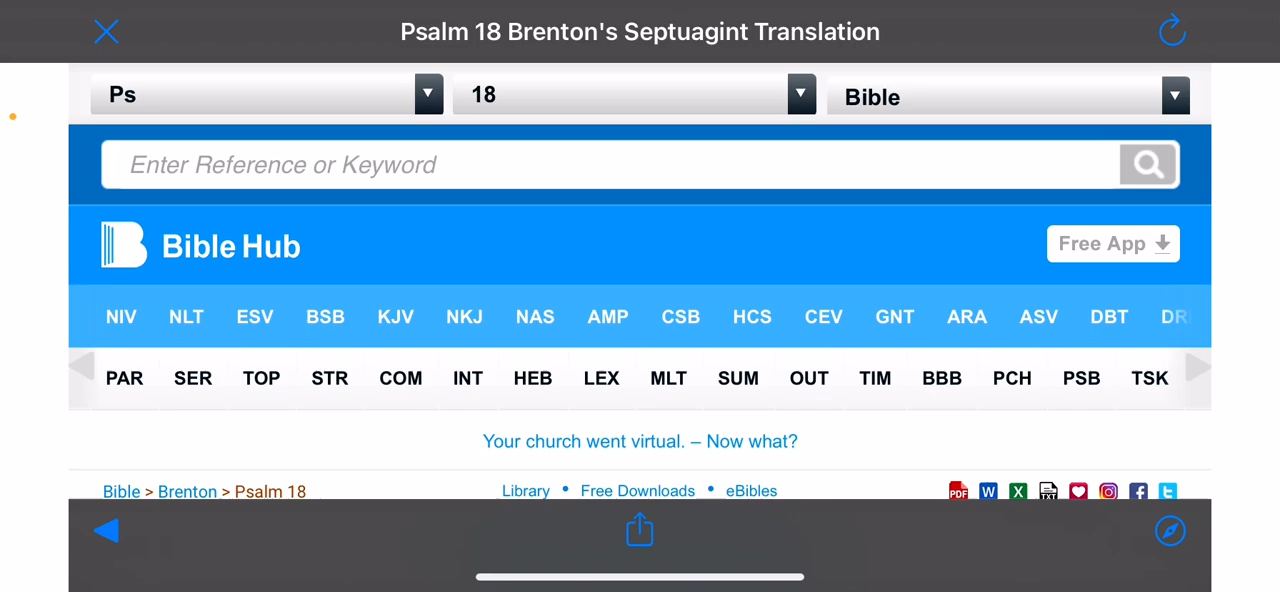 Psalm 18 Brenton's Septuagint Translation
Ps 18 Bible
Enter Reference or Keyword
Bible Hub Free App
NIV NLT ESV BSB KJV NKJ NAS AMP CSB HCS CEV GNT ARA ASV DBT
PAR SER TOP STR COM INT HEB LEX MLT SUM OUT TIM BBB PCH PSB TSK
Your church went virtual. – Now what?
Bible > Brenton > Psalm 18 Library • Free Downloads • eBibles PDF W X TXT